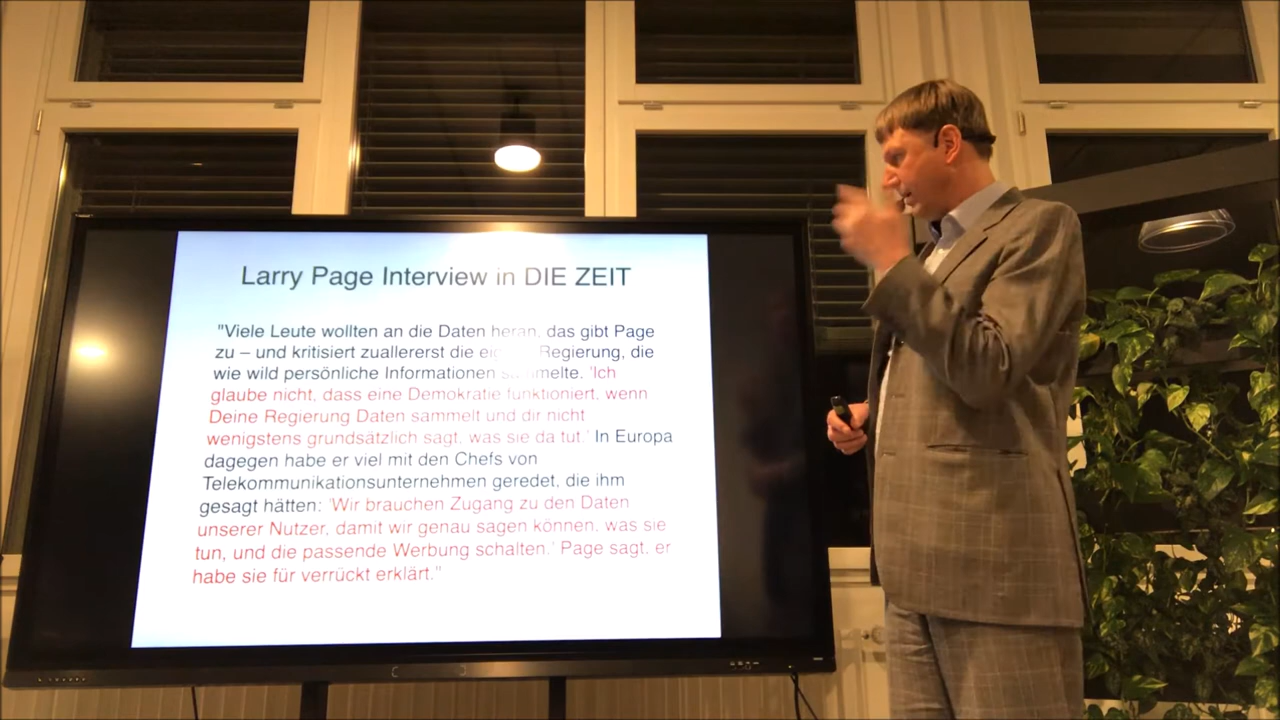 Larry Page Interview in DIE ZEIT
"Viele Leute wollten an die Daten heran, das gibt Page
zu – und kritisiert zuallererst die Regierung, die
wie wild persönliche Informationen sammelte. 'Ich
glaube nicht, dass eine Demokratie funktioniert, wenn
Deine Regierung Daten sammelt und dir nicht
wenigstens grundsätzlich sagt, was sie da tut.' In Europa
dagegen habe er viel mit den Chefs von
Telekommunikationsunternehmen geredet, die ihm
gesagt hätten: 'Wir brauchen Zugang zu den Daten
unserer Nutzer, damit wir genau sagen können, was sie
tun, und die passende Werbung schalten.' Page sagt, er
habe sie für verrückt erklärt."